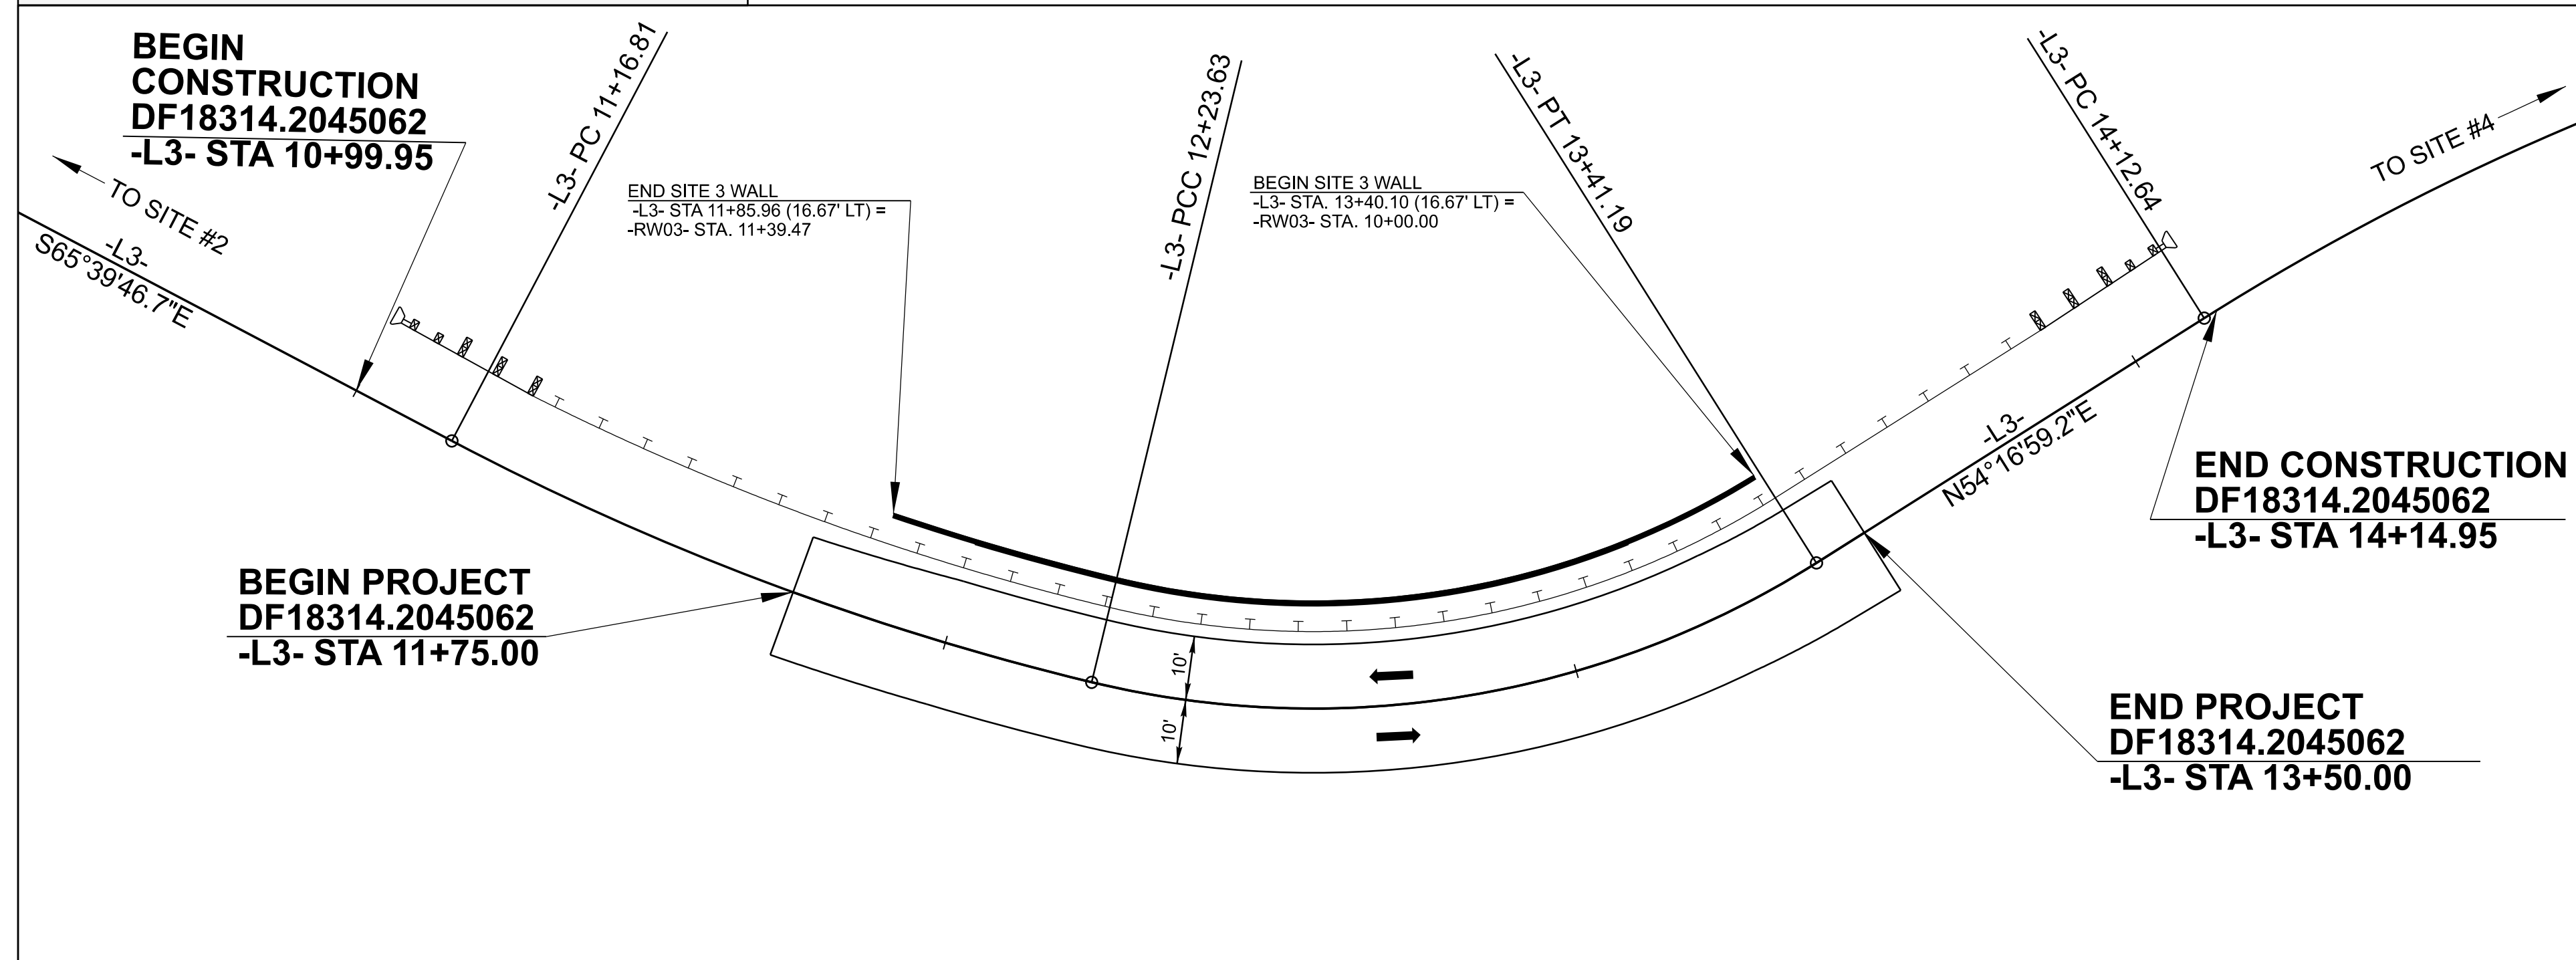 BEGIN
CONSTRUCTION
DF18314.2045062
-L3- STA 10+99.95
TO SITE #2
-L3-
S65°39'46.7"E
-L3- PC 11+16.81
END SITE 3 WALL
-L3- STA 11+85.96 (16.67' LT) =
-RW03- STA. 11+39.47
-L3- PCC 12+23.63
BEGIN SITE 3 WALL
-L3- STA. 13+40.10 (16.67' LT) =
-RW03- STA. 10+00.00
-L3- PT 13+41.19
-L3- PC 14+12.64
TO SITE #4
-L3-
N54°16'59.2"E
END CONSTRUCTION
DF18314.2045062
-L3- STA 14+14.95
BEGIN PROJECT
DF18314.2045062
-L3- STA 11+75.00
10'
10'
END PROJECT
DF18314.2045062
-L3- STA 13+50.00